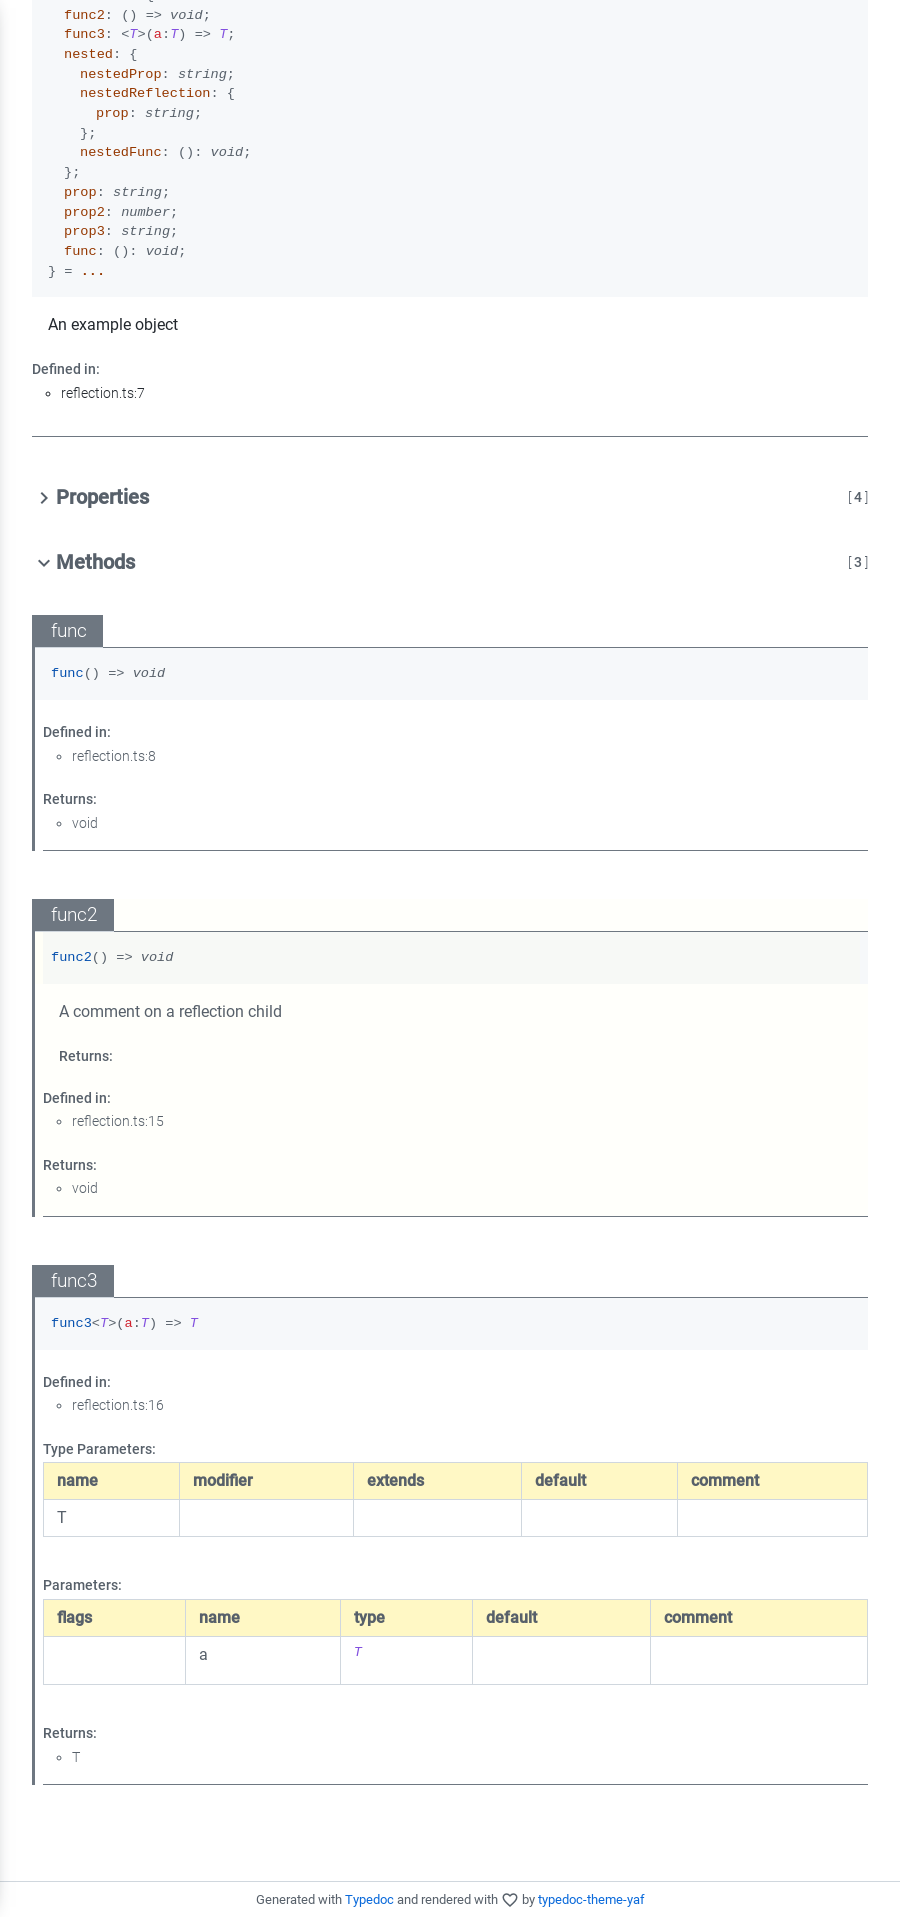 func2: () => void;
func3: <T>(a:T) => T;
nested: {
nestedProp: string;
nestedReflection: {
prop: string;
};
nestedFunc: (): void;
};
prop: string;
prop2: number;
prop3: string;
func: (): void;
} = ...
An example object
Defined in:
reflection.ts:7
Properties [ 4 ]
Methods [ 3 ]
func
func() => void
Defined in:
reflection.ts:8
Returns:
void
func2
func2() => void
A comment on a reflection child
Returns:
Defined in:
reflection.ts:15
Returns:
void
func3
func3<T>(a:T) => T
Defined in:
reflection.ts:16
Type Parameters:
name modifier extends default comment
T
Parameters:
flags name type default comment
a T
Returns:
T
Generated with Typedoc and rendered with by typedoc-theme-yaf